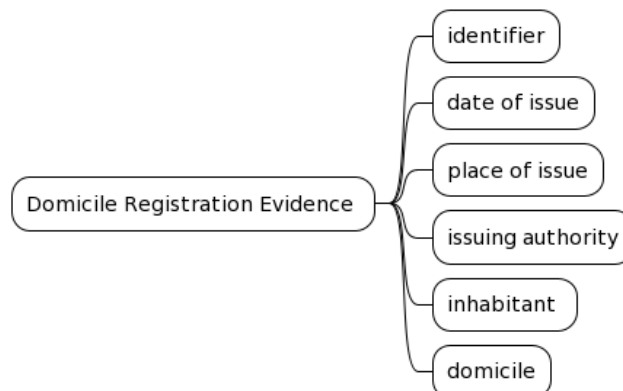 Domicile Registration Evidence
identifier
date of issue
place of issue
issuing authority
inhabitant
domicile